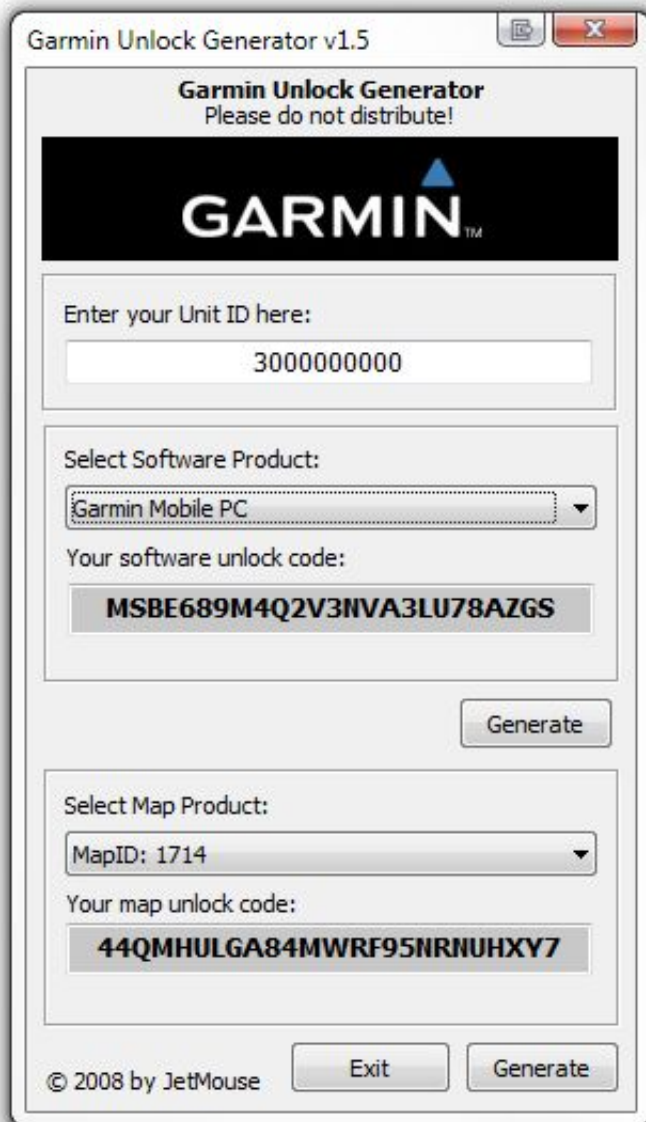 Garmin Unlock Generator v1.5
Garmin Unlock Generator
Please do not distribute!
GARMIN™
Enter your Unit ID here:
3000000000
Select Software Product:
Garmin Mobile PC
Your software unlock code:
MSBE689M4Q2V3NVA3LU78AZGS
Generate
Select Map Product:
MapID: 1714
Your map unlock code:
44QMHULGA84MWRF95NRNUHXY7
© 2008 by JetMouse
Exit
Generate